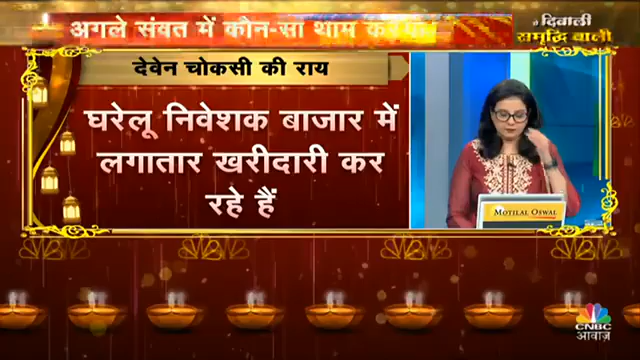 अगले संवत में कौन-सा थाम
दिवाली
समृद्धि वाली
देवेन चोकसी की राय
घरेलू निवेशक बाजार में
लगातार खरीदारी कर
रहे हैं
MOTILAL OSWAL
CNBC
आवाज़